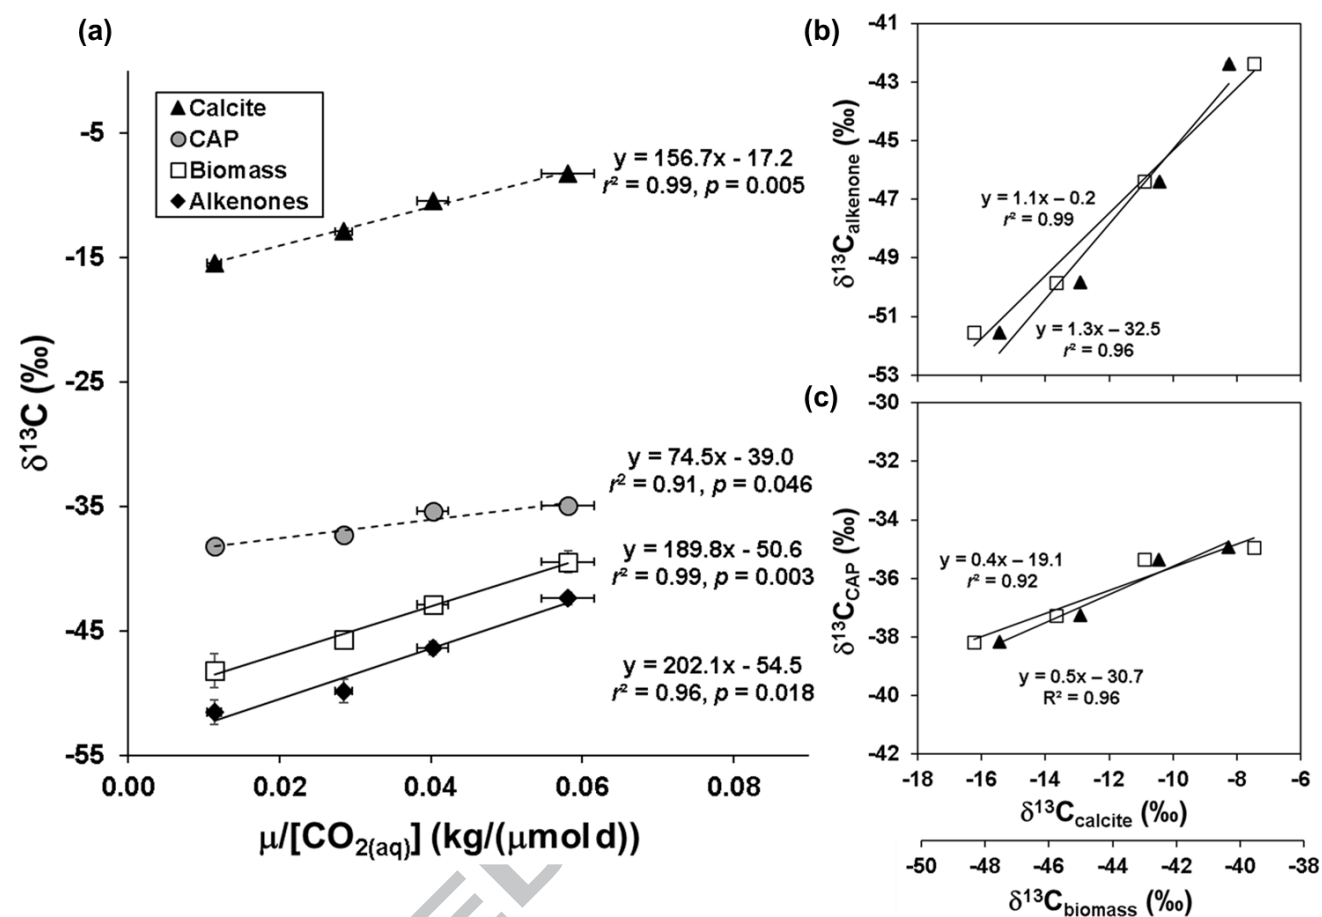 (a)
Calcite
CAP
Biomass
Alkenones
-5
-15
-25
-35
-45
-55
δ¹³C (‰)
y = 156.7x - 17.2
r² = 0.99, p = 0.005
y = 74.5x - 39.0
r² = 0.91, p = 0.046
y = 189.8x - 50.6
r² = 0.99, p = 0.003
y = 202.1x - 54.5
r² = 0.96, p = 0.018
0.00 0.02 0.04 0.06 0.08
μ/[CO₂(aq)] (kg/(μmol d))
(b)
-41
-43
-45
-47
-49
-51
-53
δ¹³Calkenone (‰)
y = 1.1x – 0.2
r² = 0.99
y = 1.3x – 32.5
r² = 0.96
(c)
-30
-32
-34
-36
-38
-40
-42
δ¹³CCAP (‰)
y = 0.4x – 19.1
r² = 0.92
y = 0.5x – 30.7
R² = 0.96
-18 -16 -14 -12 -10 -8 -6
δ¹³Ccalcite (‰)
-50 -48 -46 -44 -42 -40 -38
δ¹³Cbiomass (‰)